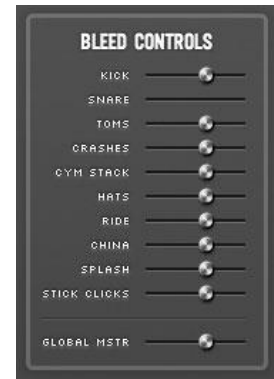 BLEED CONTROLS
KICK
SNARE
TOMS
CRASHES
CYM STACK
HATS
RIDE
CHINA
SPLASH
STICK CLICKS
GLOBAL MSTR